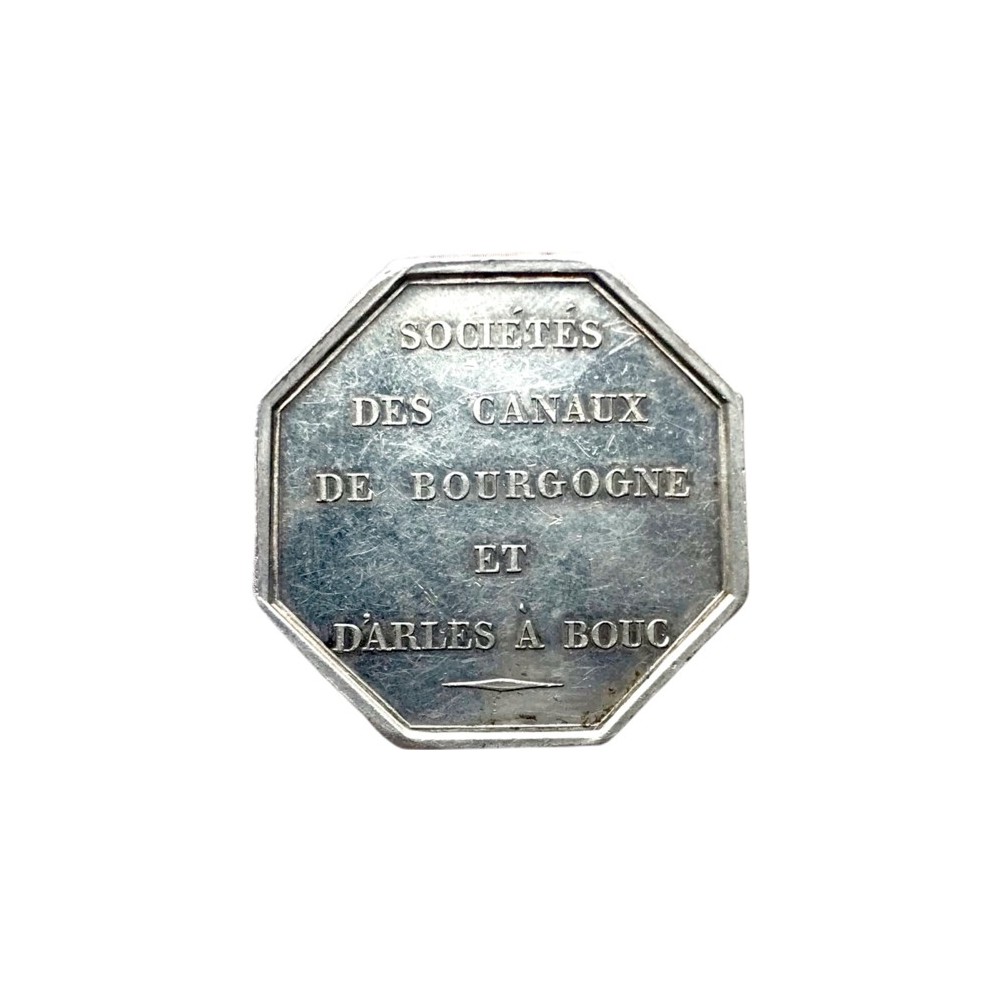 SOCIÉTÉS
DES CANAUX
DE BOURGOGNE
ET
D'ARLES À BOUC